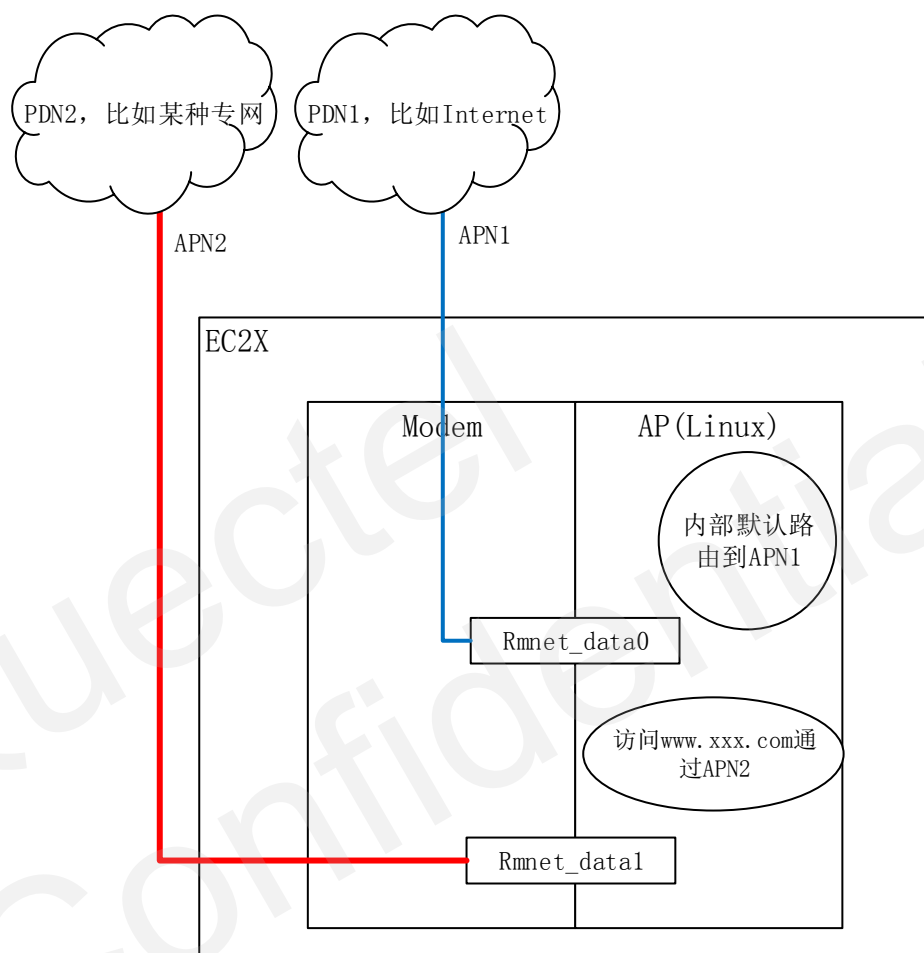 PDN2，比如某种专网
PDN1，比如Internet
APN2
APN1
EC2X
Modem
AP(Linux)
内部默认路
由到APN1
Rmnet_data0
访问www.xxx.com通
过APN2
Rmnet_data1
Quectel
Confidential